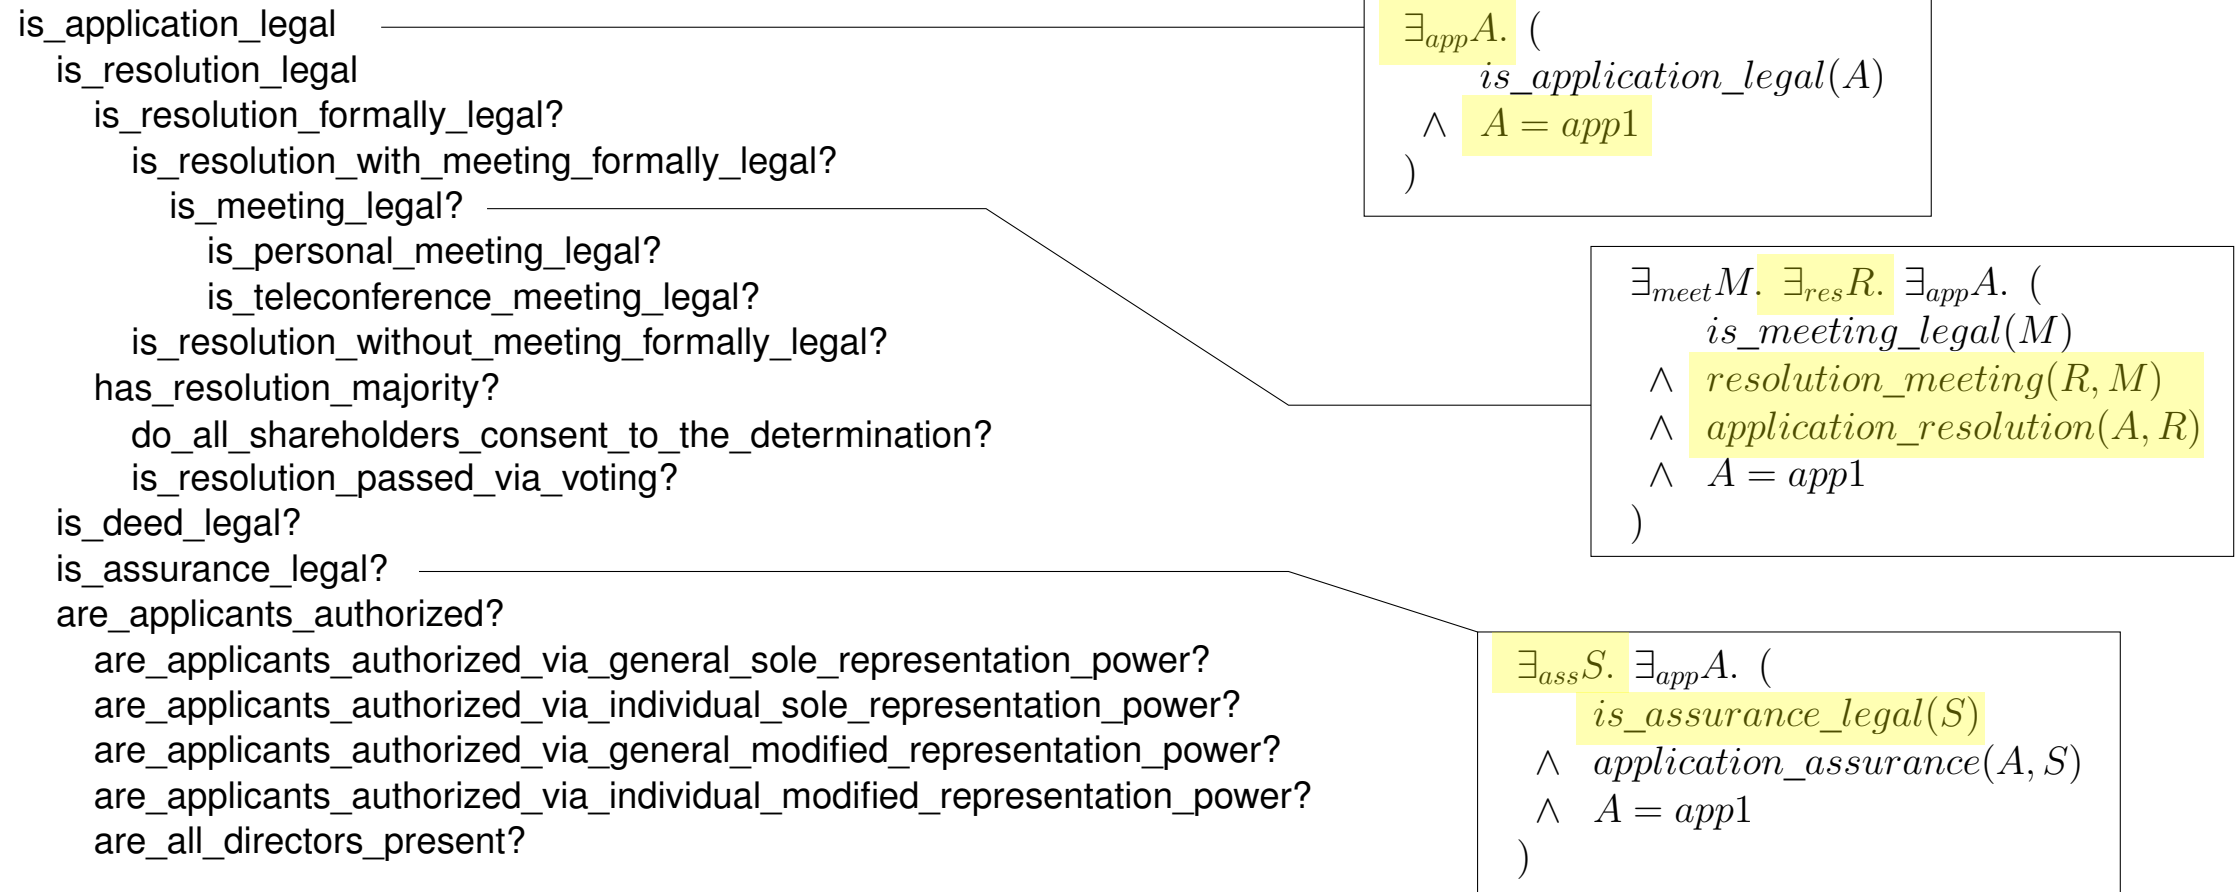 is_application_legal
is_resolution_legal
is_resolution_formally_legal?
is_resolution_with_meeting_formally_legal?
is_meeting_legal?
is_personal_meeting_legal?
is_teleconference_meeting_legal?
is_resolution_without_meeting_formally_legal?
has_resolution_majority?
do_all_shareholders_consent_to_the_determination?
is_resolution_passed_via_voting?
is_deed_legal?
is_assurance_legal?
are_applicants_authorized?
are_applicants_authorized_via_general_sole_representation_power?
are_applicants_authorized_via_individual_sole_representation_power?
are_applicants_authorized_via_general_modified_representation_power?
are_applicants_authorized_via_individual_modified_representation_power?
are_all_directors_present?
∃appA. (
is_application_legal(A)
∧ A = app1
)
∃meetM. ∃resR. ∃appA. (
is_meeting_legal(M)
∧ resolution_meeting(R, M)
∧ application_resolution(A, R)
∧ A = app1
)
∃assS. ∃appA. (
is_assurance_legal(S)
∧ application_assurance(A, S)
∧ A = app1
)